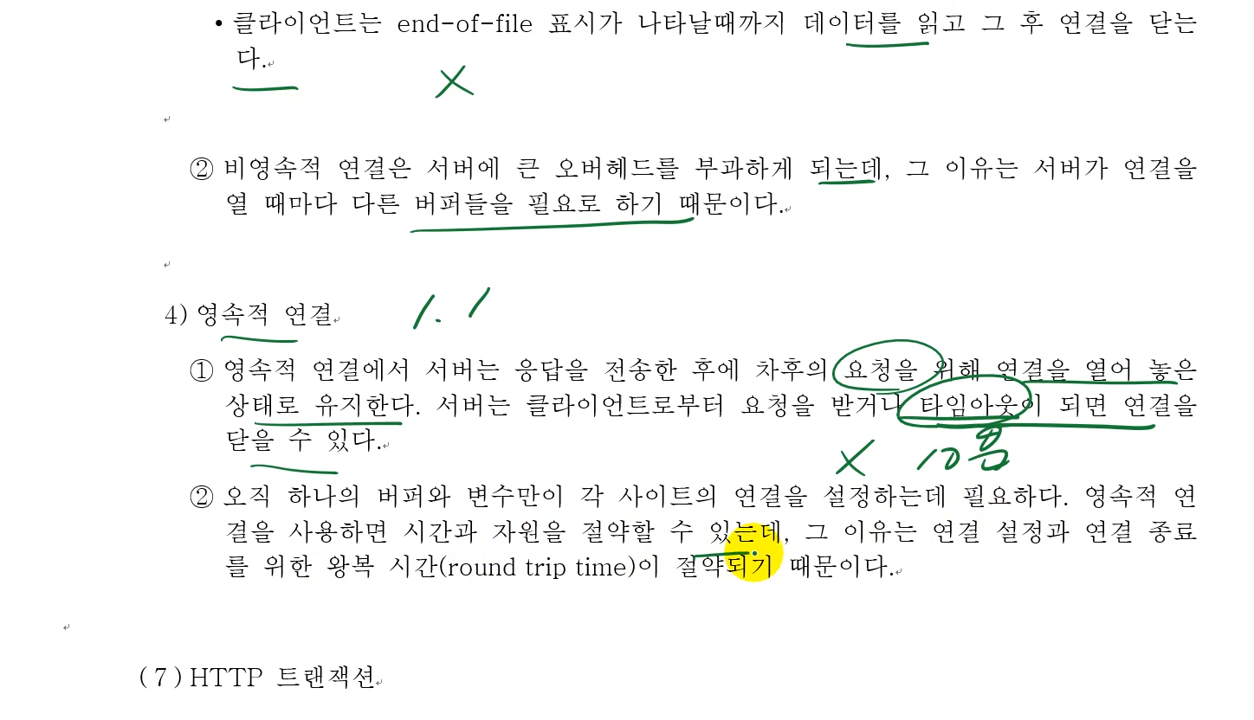 • 클라이언트는 end-of-file 표시가 나타날때까지 데이터를 읽고 그 후 연결을 닫는
다.
X
② 비영속적 연결은 서버에 큰 오버헤드를 부과하게 되는데, 그 이유는 서버가 연결을
열 때마다 다른 버퍼들을 필요로 하기 때문이다.
4) 영속적 연결 1.1
① 영속적 연결에서 서버는 응답을 전송한 후에 차후의 요청을 위해 연결을 열어 놓은
상태로 유지한다. 서버는 클라이언트로부터 요청을 받거나 타임아웃이 되면 연결을
닫을 수 있다.
X 10
② 오직 하나의 버퍼와 변수만이 각 사이트의 연결을 설정하는데 필요하다. 영속적 연
결을 사용하면 시간과 자원을 절약할 수 있는데, 그 이유는 연결 설정과 연결 종료
를 위한 왕복 시간(round trip time)이 절약되기 때문이다.
(7) HTTP 트랜잭션